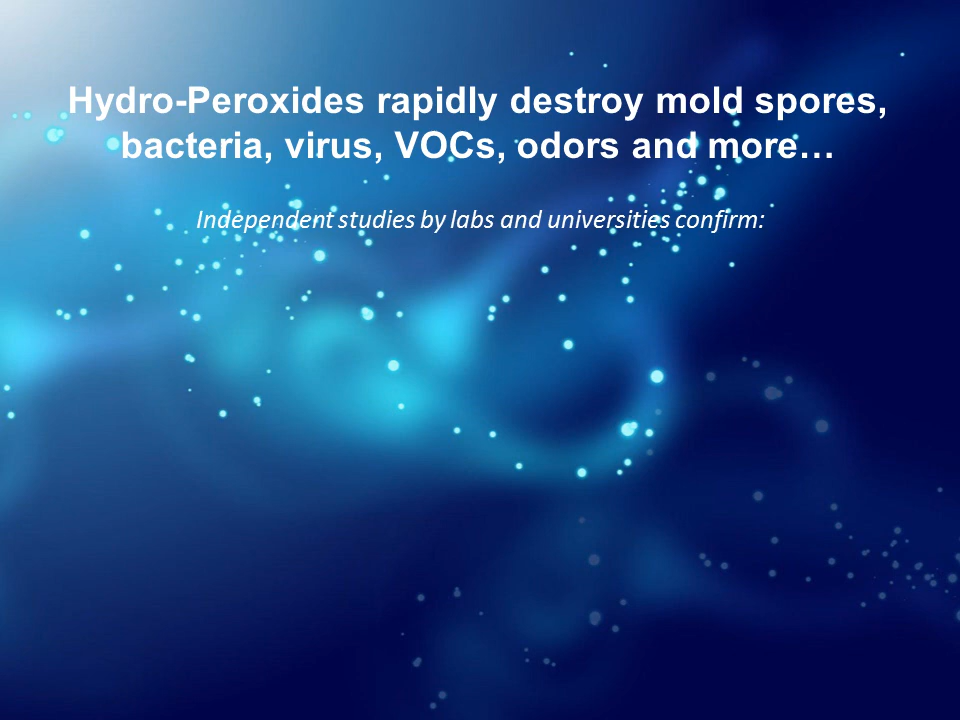 Hydro-Peroxides rapidly destroy mold spores,
bacteria, virus, VOCs, odors and more…
Independent studies by labs and universities confirm: